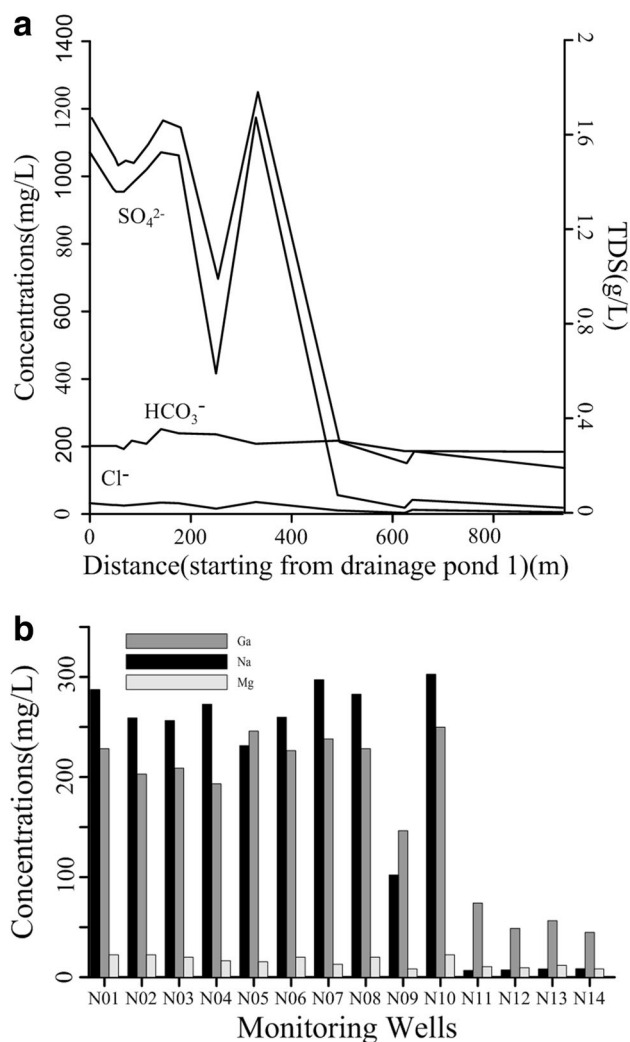 a
1400
1200
1000
800
600
400
200
0
Concentrations(mg/L)
SO₄²⁻
HCO₃⁻
Cl⁻
2
1.6
1.2
0.8
0.4
0
TDS(g/L)
0 200 400 600 800
Distance(starting from drainage pond 1)(m)
b
Ga
Na
Mg
300
200
100
0
Concentrations(mg/L)
N01 N02 N03 N04 N05 N06 N07 N08 N09 N10 N11 N12 N13 N14
Monitoring Wells